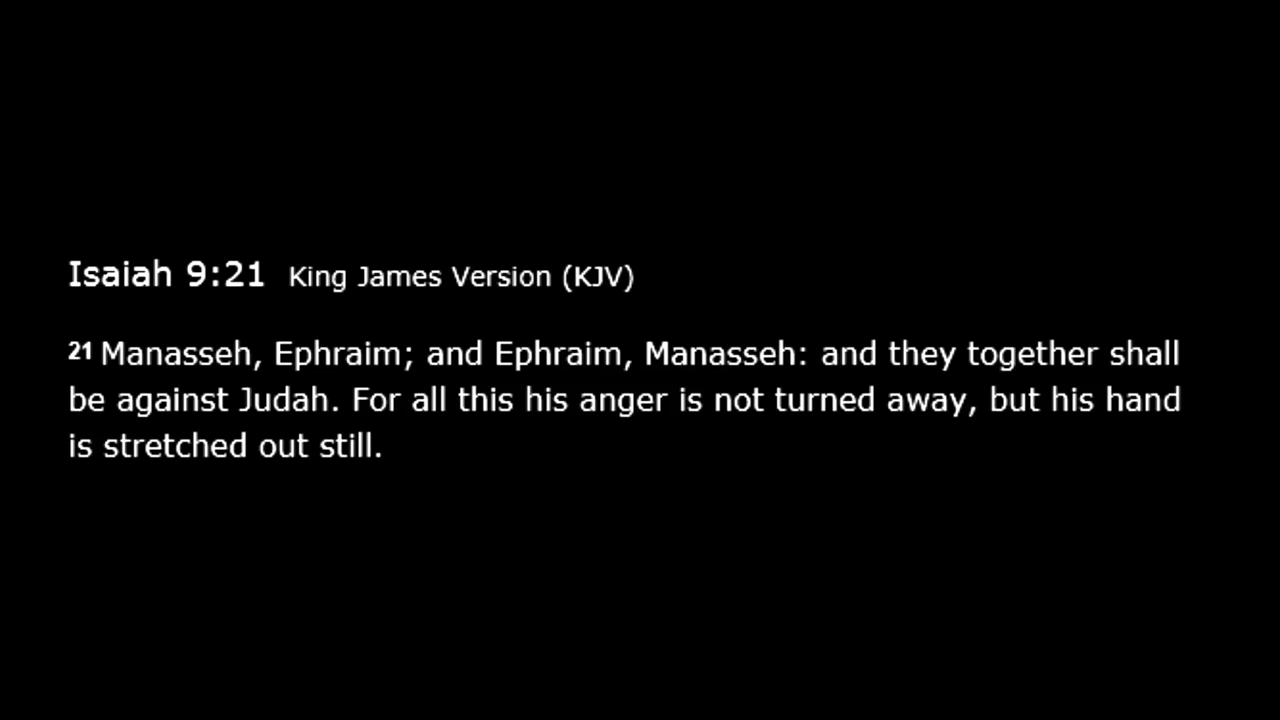 Isaiah 9:21 King James Version (KJV)
21 Manasseh, Ephraim; and Ephraim, Manasseh: and they together shall
be against Judah. For all this his anger is not turned away, but his hand
is stretched out still.